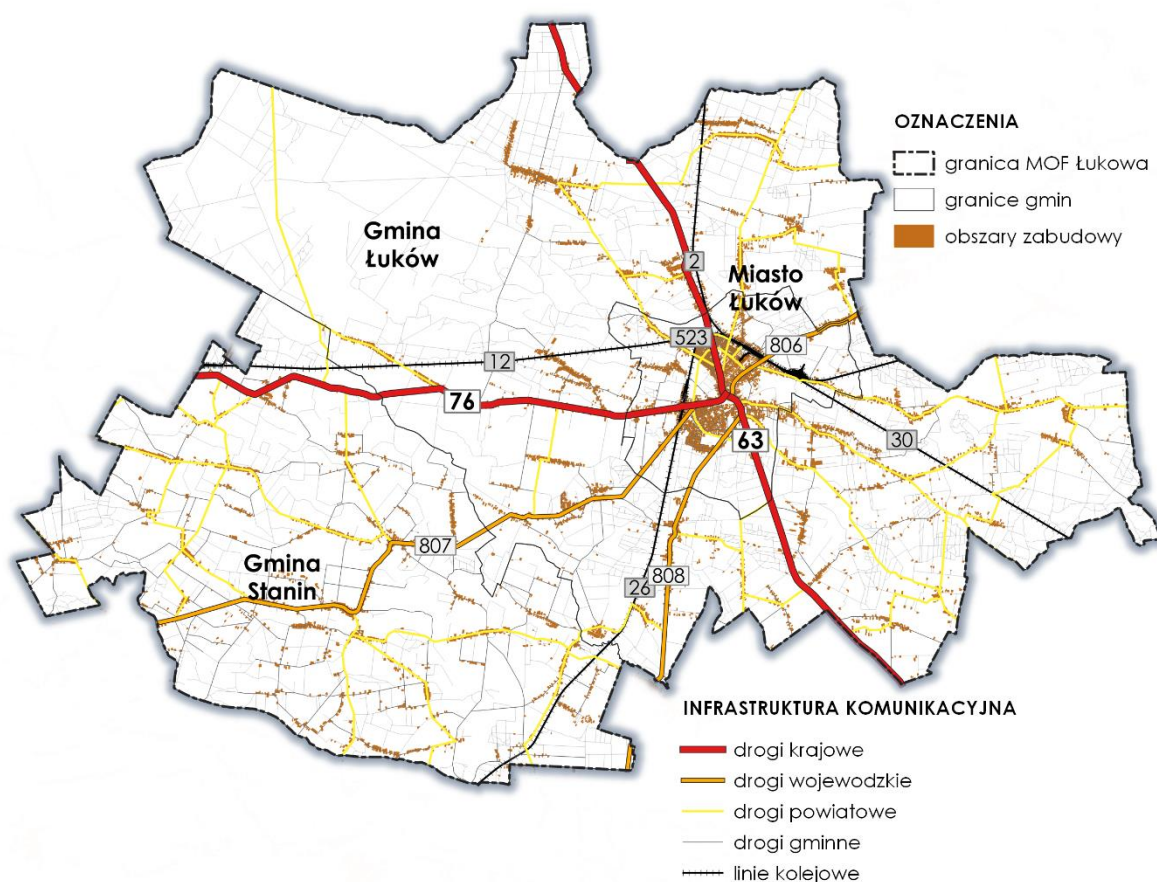 OZNACZENIA
granica MOF Łukowa
granice gmin
obszary zabudowy
Gmina
Łuków
Miasto
Łuków
2
523
806
12
76
63
30
807
Gmina
Stanin
26
808
INFRASTRUKTURA KOMUNIKACYJNA
drogi krajowe
drogi wojewodzkie
drogi powiatowe
drogi gminne
linie kolejowe